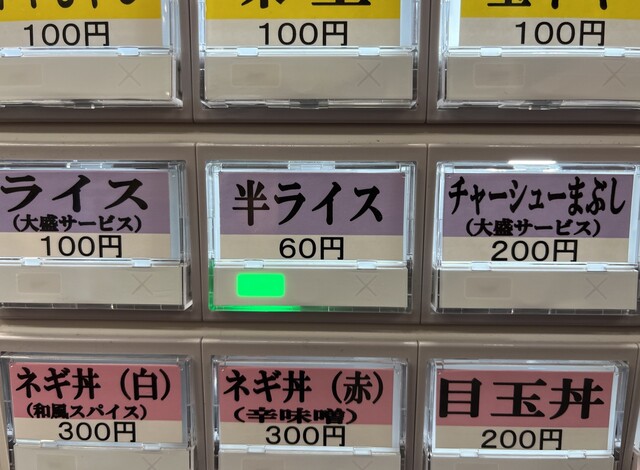 100円
100円
100円
ライス
(大盛サービス)
100円
半ライス
60円
チャーシューまぶし
(大盛サービス)
200円
ネギ丼(白)
(和風スパイス)
300円
ネギ丼(赤)
(辛味噌)
300円
目玉丼
200円